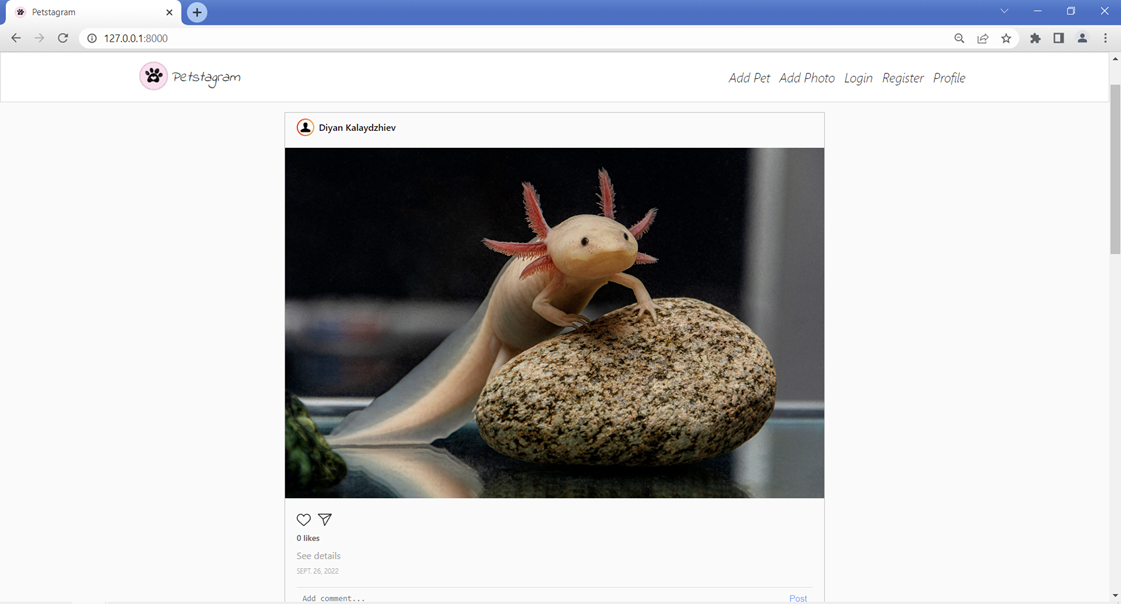 Petstagram
127.0.0.1:8000
Petstagram
Add Pet Add Photo Login Register Profile
Diyan Kalaydzhiev
0 likes
See details
SEPT. 26, 2022
Add comment... Post